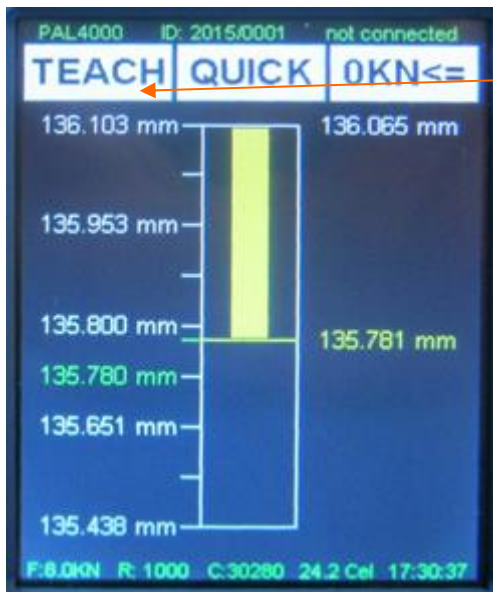 PAL4000 ID: 2015/0001 not connected
TEACH QUICK 0KN<=
136.103 mm 136.065 mm
135.953 mm
135.800 mm
135.781 mm
135.780 mm
135.651 mm
135.438 mm
F:8.0KN R: 1000 C:30280 24.2 Cel 17:30:37